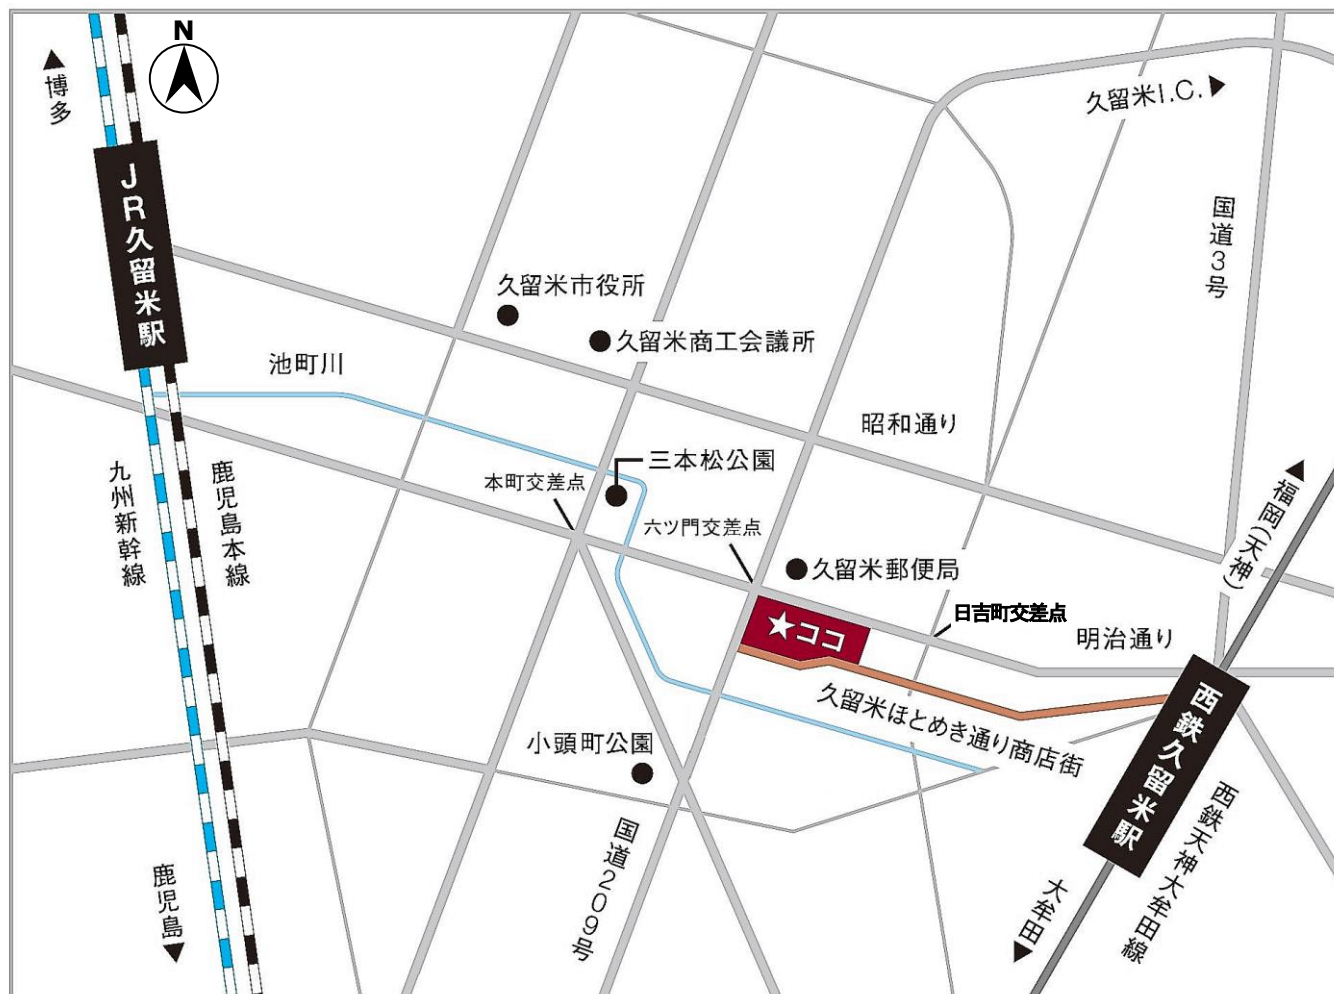 N
博多
久留米I.C.
JR久留米駅
国道3号
久留米市役所
久留米商工会議所
池町川
昭和通り
三本松公園
九州新幹線
鹿児島本線
本町交差点
六ツ門交差点
福岡(天神)
久留米郵便局
日吉町交差点
★ココ
明治通り
久留米ほとめき通り商店街
西鉄久留米駅
小頭町公園
国道209号
西鉄天神大牟田線
鹿児島
大牟田